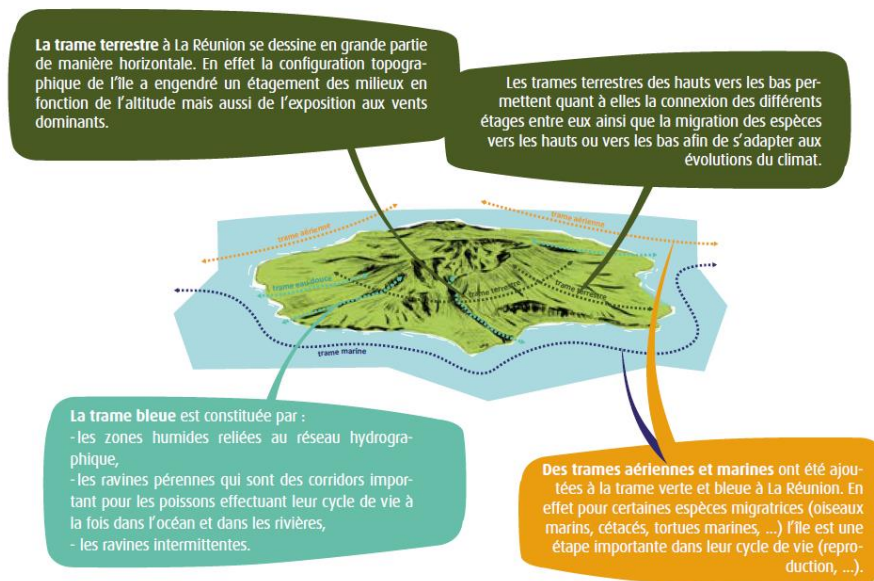 La trame terrestre à La Réunion se dessine en grande partie
de manière horizontale. En effet la configuration topogra-
phique de l'île a engendré un étagement des milieux en
fonction de l'altitude mais aussi de l'exposition aux vents
dominants.
Les trames terrestres des hauts vers les bas per-
mettent quant à elles la connexion des différents
étages entre eux ainsi que la migration des espèces
vers les hauts ou vers les bas afin de s'adapter aux
évolutions du climat.
trame aérienne
trame aérienne
trame eau douce
trame terrestre
trame terrestre
trame marine
La trame bleue est constituée par :
- les zones humides reliées au réseau hydrogra-
phique,
- les ravines pérennes qui sont des corridors impor-
tant pour les poissons effectuant leur cycle de vie à
la fois dans l'océan et dans les rivières,
- les ravines intermittentes.
Des trames aériennes et marines ont été ajou-
tées à la trame verte et bleue à La Réunion. En
effet pour certaines espèces migratrices (oiseaux
marins, cétacés, tortues marines, ...) l'île est une
étape importante dans leur cycle de vie (repro-
duction, ...).